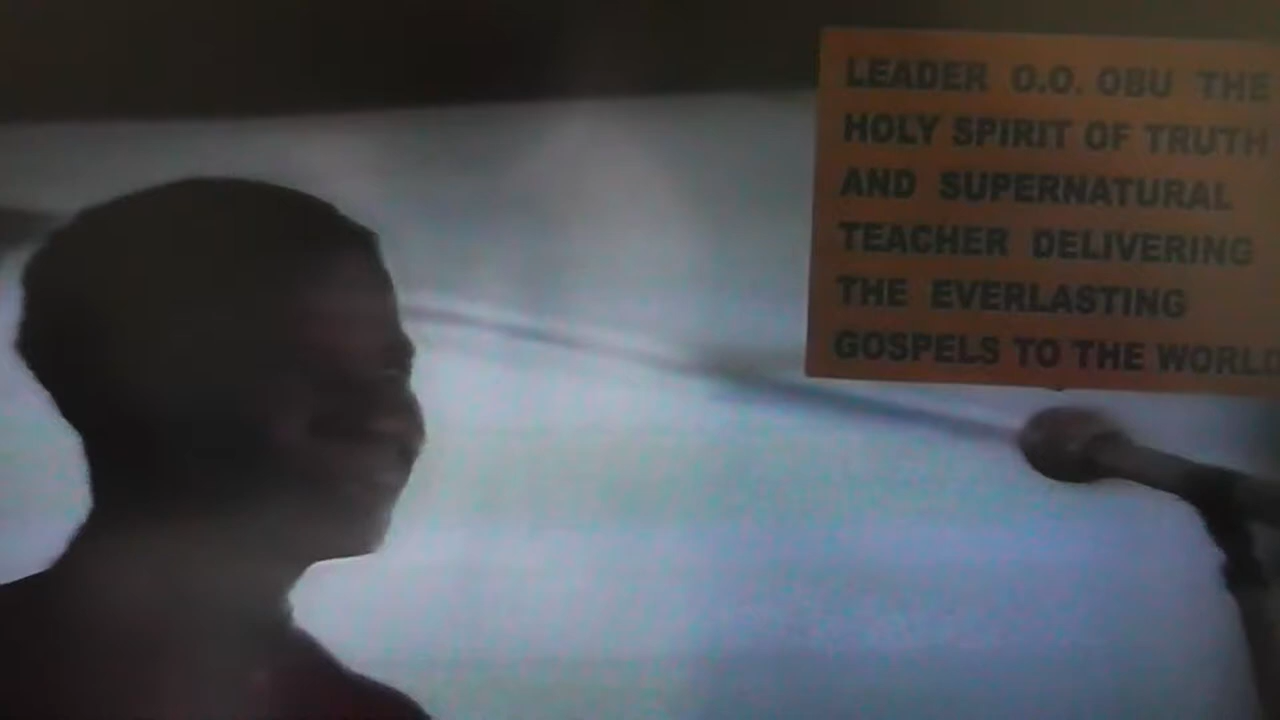 LEADER O.O. OBU THE
HOLY SPIRIT OF TRUTH
AND SUPERNATURAL
TEACHER DELIVERING
THE EVERLASTING
GOSPELS TO THE WORLD